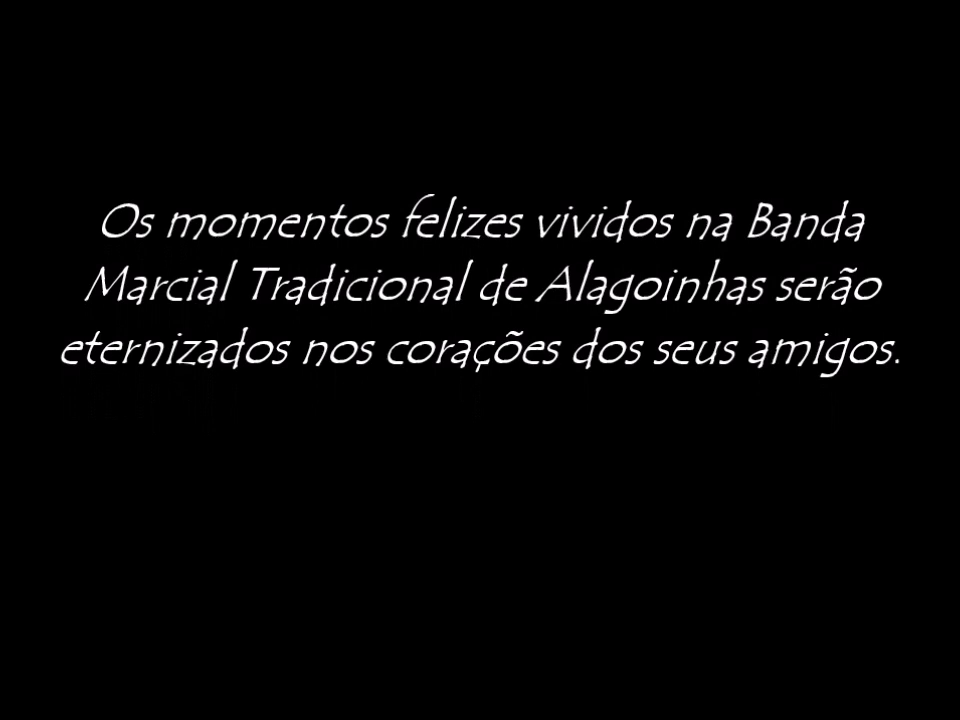 Os momentos felizes vividos na Banda
Marcial Tradicional de Alagoinhas serão
eternizados nos corações dos seus amigos.